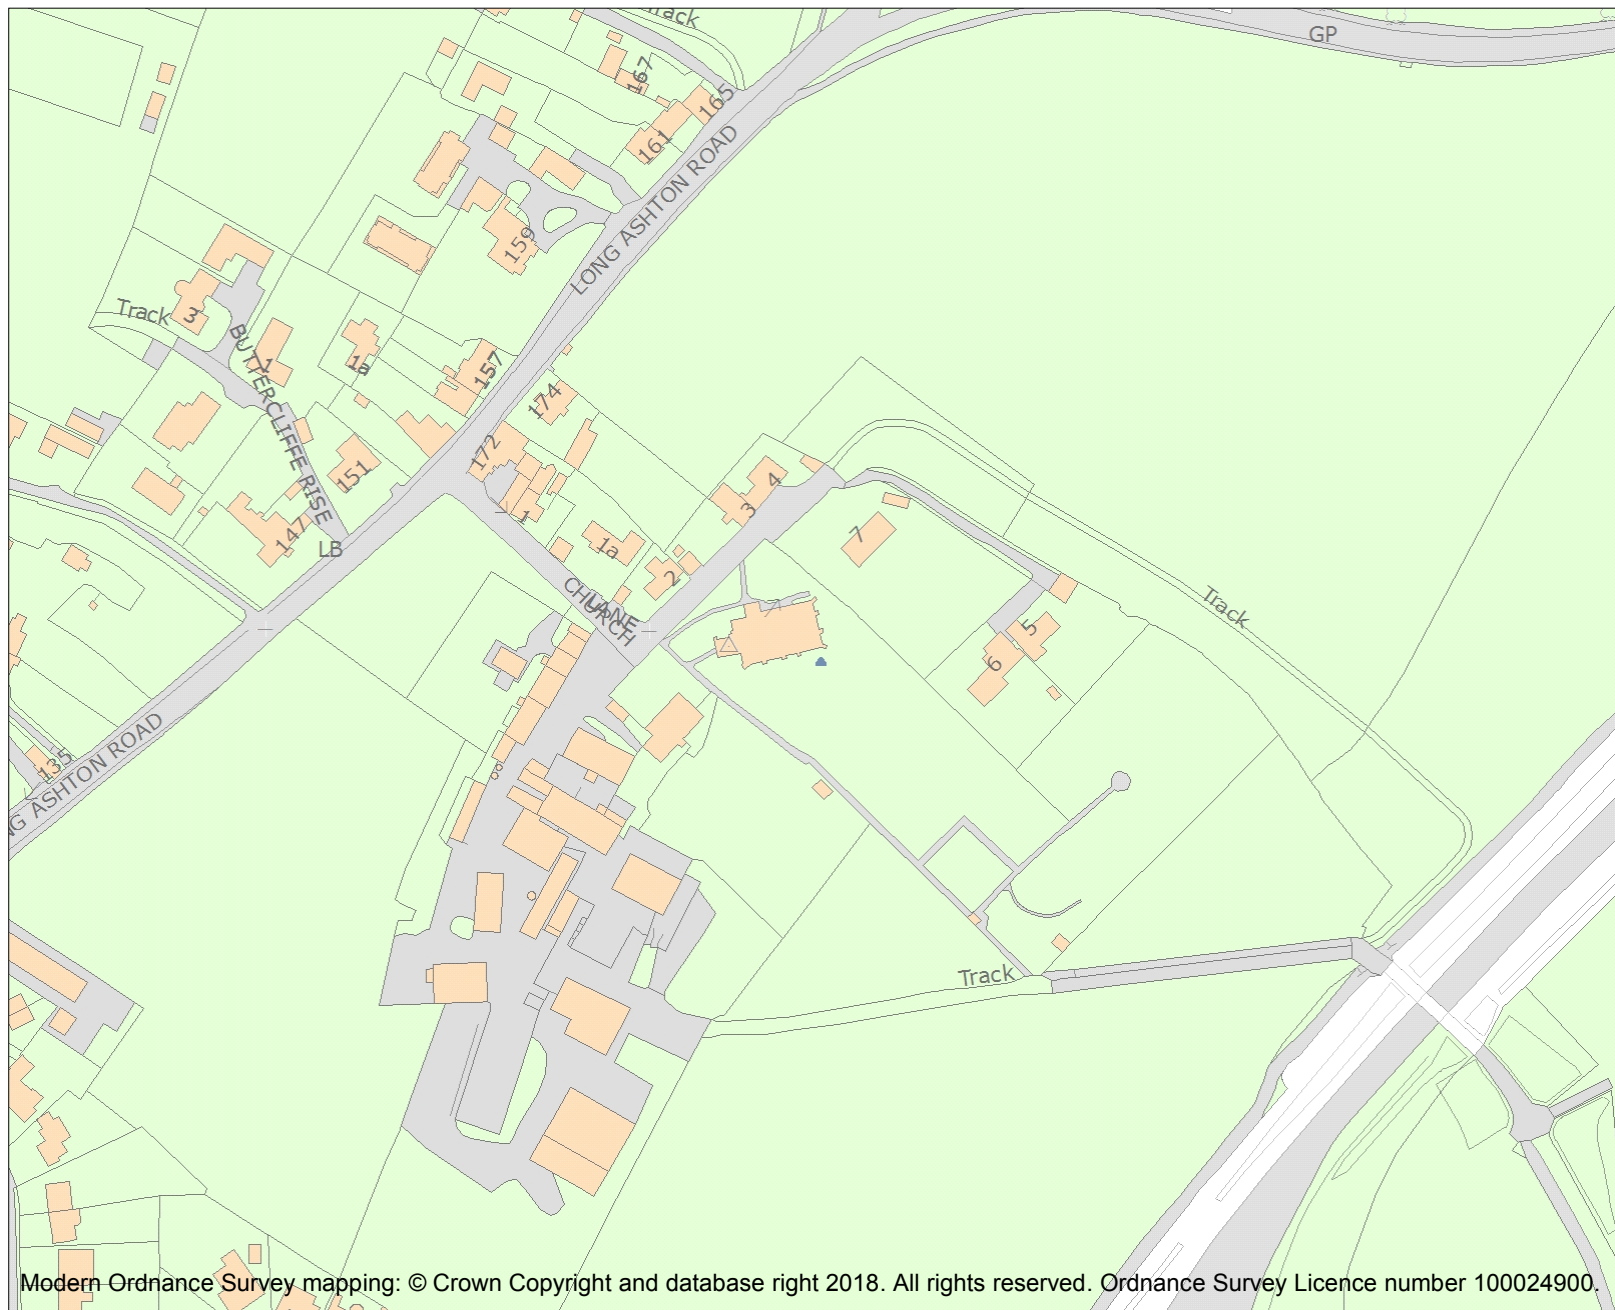 Track
GP
167
165
161
LONG ASHTON ROAD
159
Track
3
BUTTERCLIFFE RISE
1
1a
157
174
172
151
147
LB
1
1a
2
3
4
7
CHURCH
LANE
5
6
Track
135
NG ASHTON ROAD
Track
Modern Ordnance Survey mapping: © Crown Copyright and database right 2018. All rights reserved. Ordnance Survey Licence number 100024900.